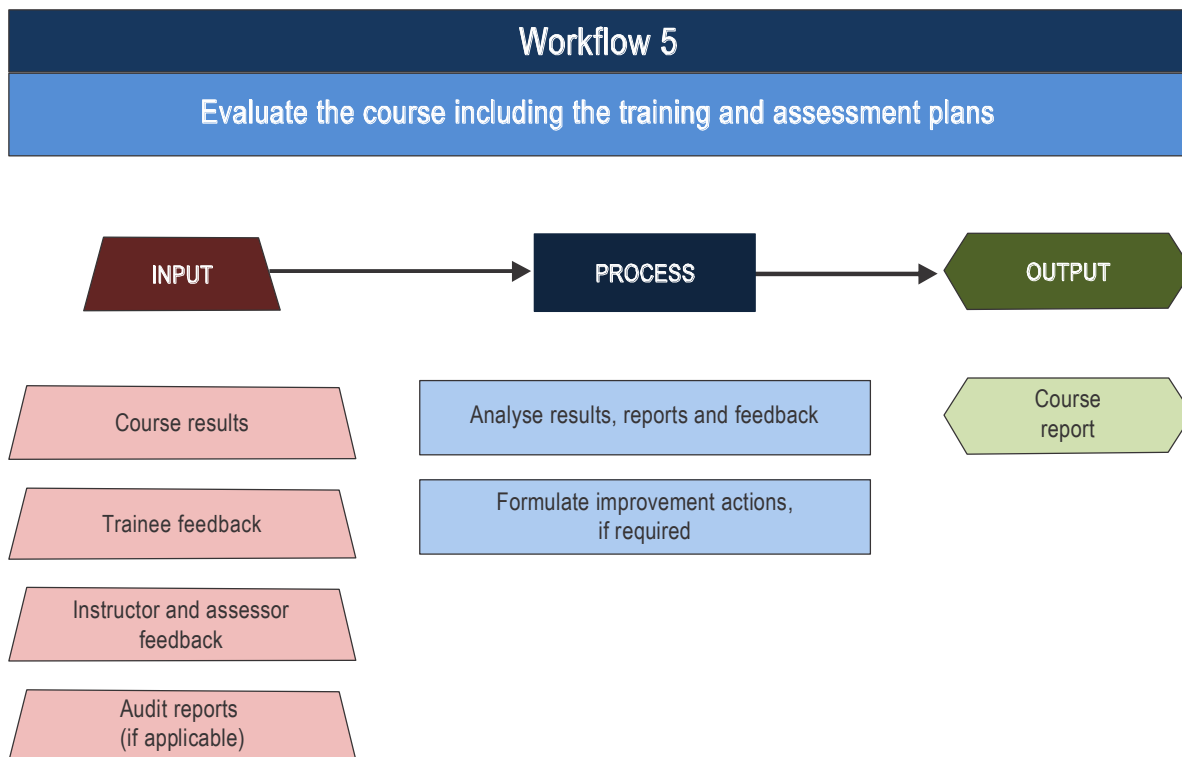 Workflow 5
Evaluate the course including the training and assessment plans
INPUT
PROCESS
OUTPUT
Course results
Trainee feedback
Instructor and assessor
feedback
Audit reports
(if applicable)
Analyse results, reports and feedback
Formulate improvement actions,
if required
Course
report